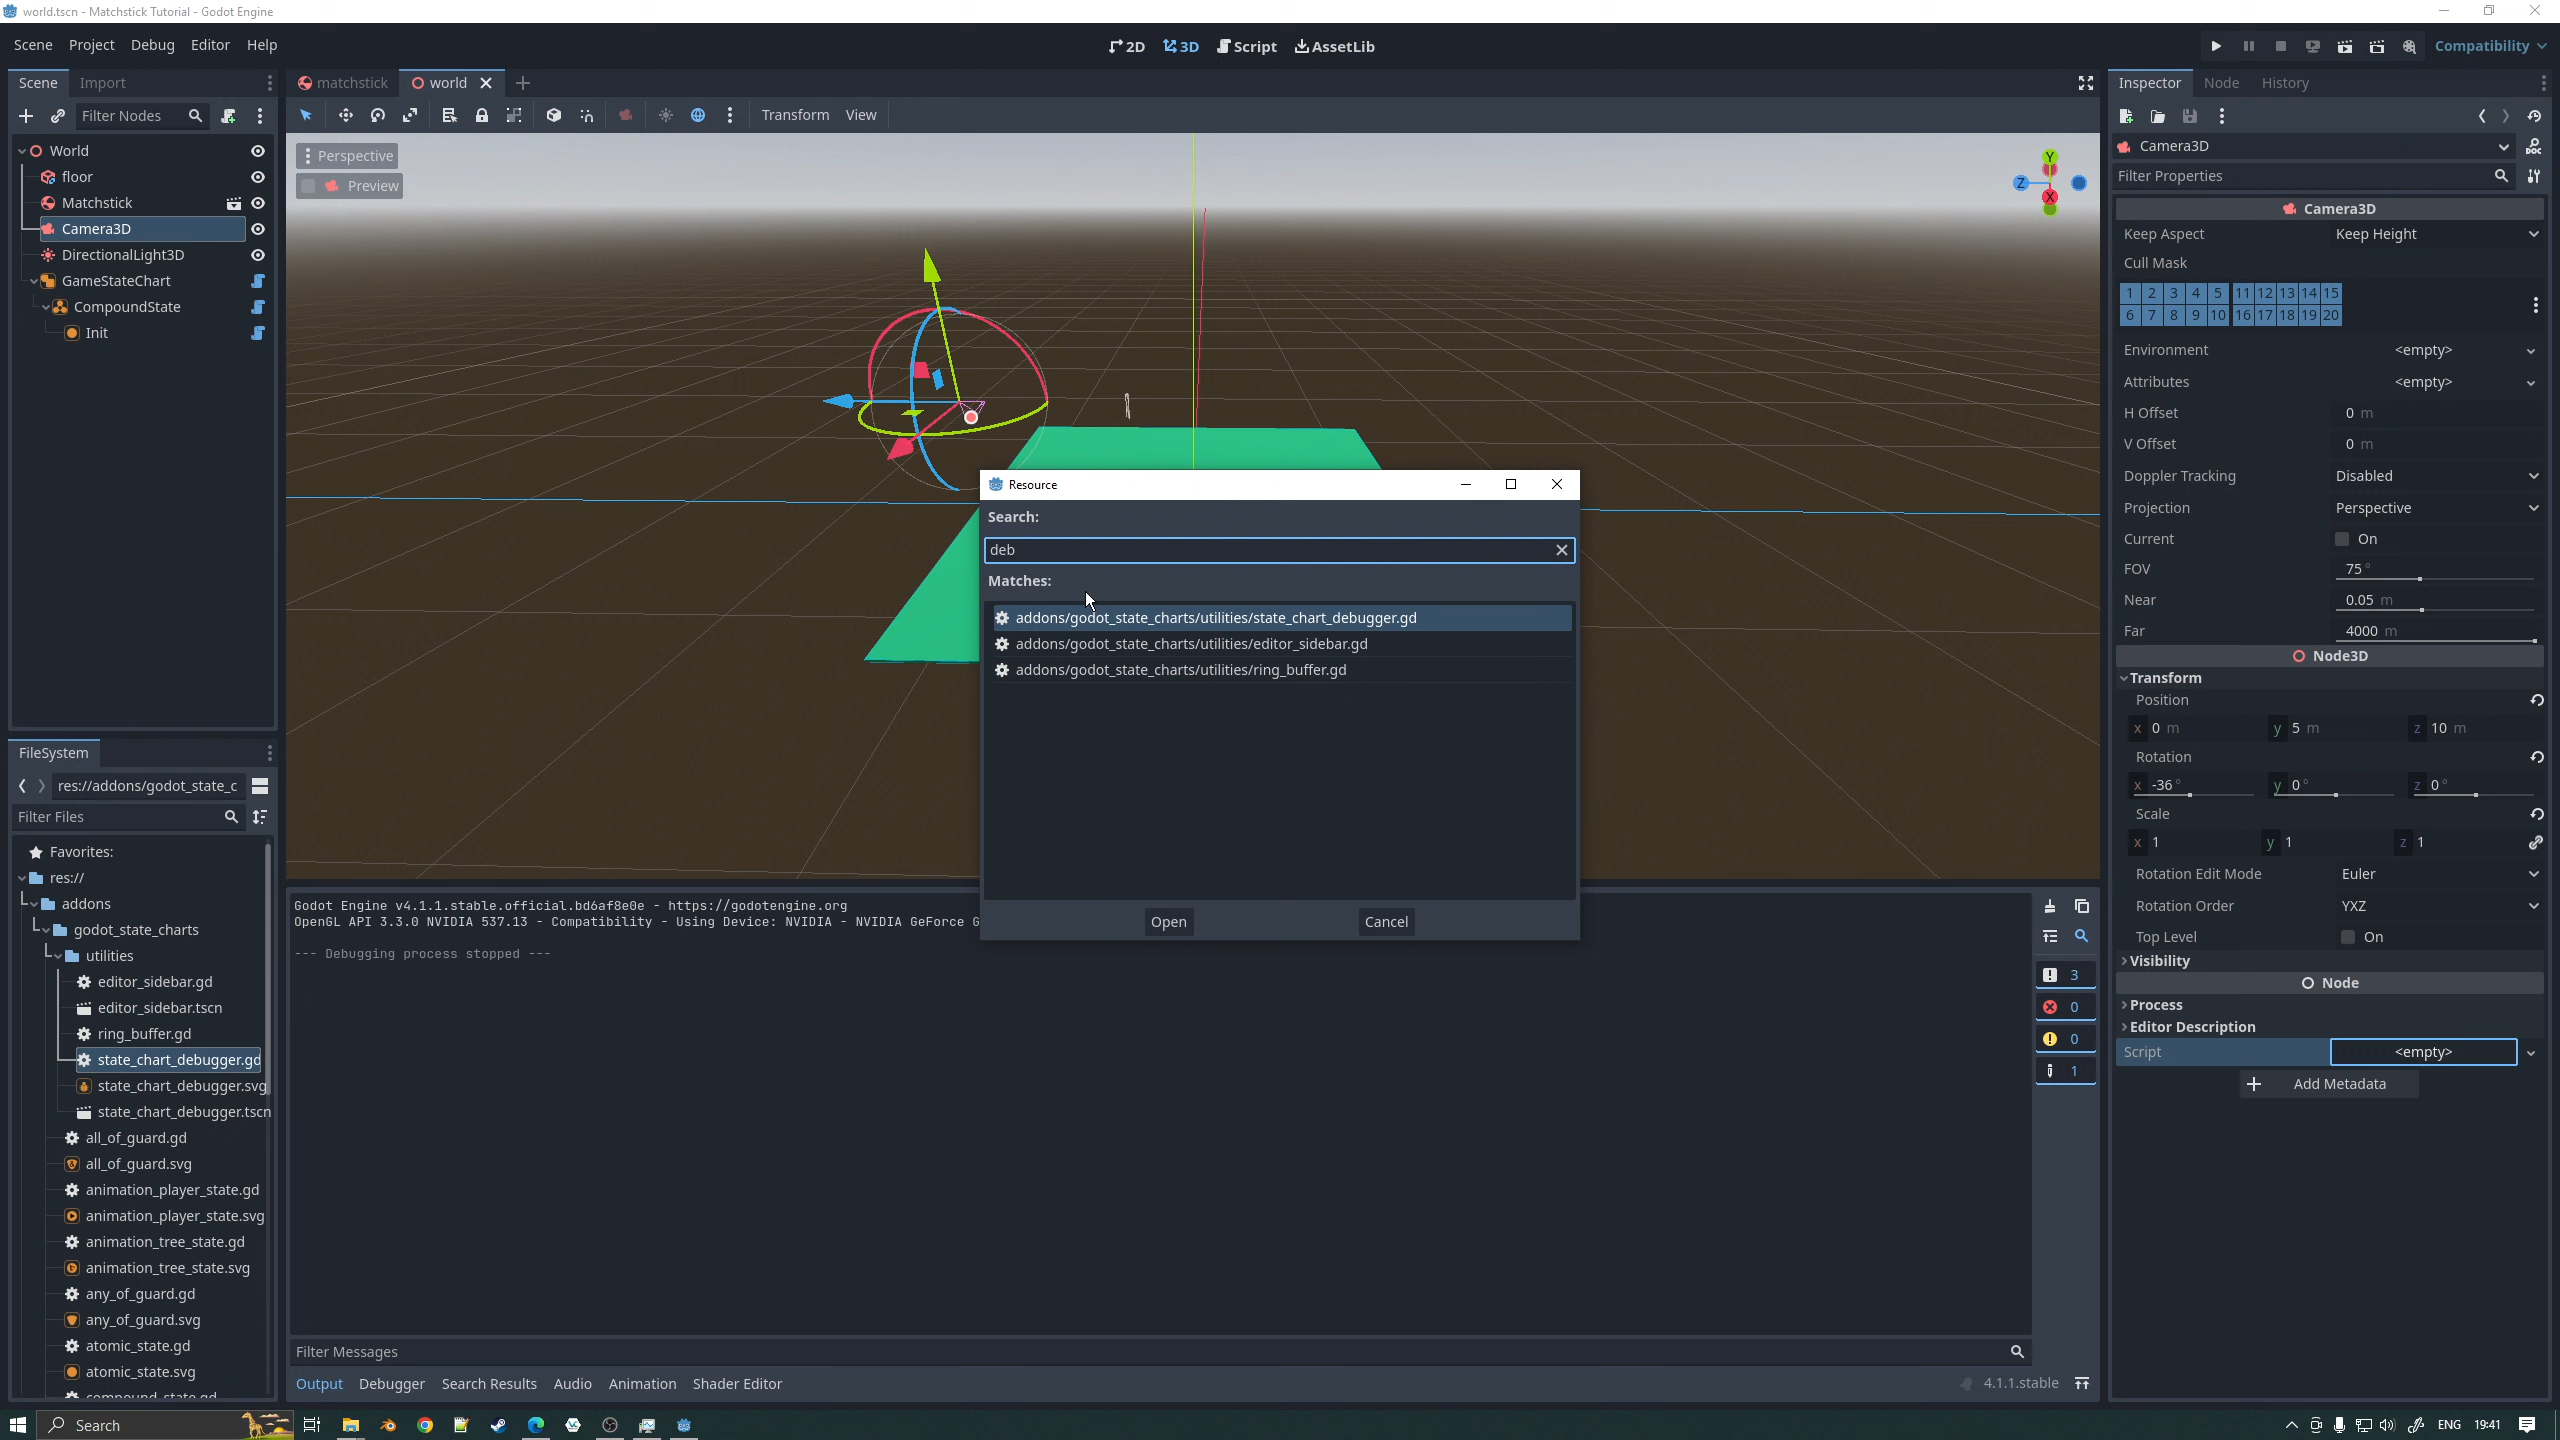 world.tscn - Matchstick Tutorial - Godot Engine
Scene Project Debug Editor Help
2D 3D Script AssetLib
Compatibility
Scene Import
matchstick world
Inspector Node History
Filter Nodes
Transform View
World
floor
Matchstick
Camera3D
DirectionalLight3D
GameStateChart
CompoundState
Init
Perspective
Preview
Y
Z
X
Resource
Search:
deb
Matches:
addons/godot_state_charts/utilities/state_chart_debugger.gd
addons/godot_state_charts/utilities/editor_sidebar.gd
addons/godot_state_charts/utilities/ring_buffer.gd
Open Cancel
Camera3D
Filter Properties
Camera3D
Keep Aspect Keep Height
Cull Mask
1 2 3 4 5 11 12 13 14 15
6 7 8 9 10 16 17 18 19 20
Environment <empty>
Attributes <empty>
H Offset 0 m
V Offset 0 m
Doppler Tracking Disabled
Projection Perspective
Current On
FOV 75 °
Near 0.05 m
Far 4000 m
Node3D
Transform
Position
x 0 m y 5 m z 10 m
Rotation
x -36 ° y 0 ° z 0 °
Scale
x 1 y 1 z 1
Rotation Edit Mode Euler
Rotation Order YXZ
Top Level On
Visibility
Node
Process
Editor Description
Script <empty>
Add Metadata
FileSystem
res://addons/godot_state_c
Filter Files
Favorites:
res://
addons
godot_state_charts
utilities
editor_sidebar.gd
editor_sidebar.tscn
ring_buffer.gd
state_chart_debugger.gd
state_chart_debugger.svg
state_chart_debugger.tscn
all_of_guard.gd
all_of_guard.svg
animation_player_state.gd
animation_player_state.svg
animation_tree_state.gd
animation_tree_state.svg
any_of_guard.gd
any_of_guard.svg
atomic_state.gd
atomic_state.svg
compound_state.gd
Godot Engine v4.1.1.stable.official.bd6af8e0e - https://godotengine.org
OpenGL API 3.3.0 NVIDIA 537.13 - Compatibility - Using Device: NVIDIA - NVIDIA GeForce G
--- Debugging process stopped ---
3
0
0
1
Filter Messages
Output Debugger Search Results Audio Animation Shader Editor
4.1.1.stable
Search
ENG 19:41